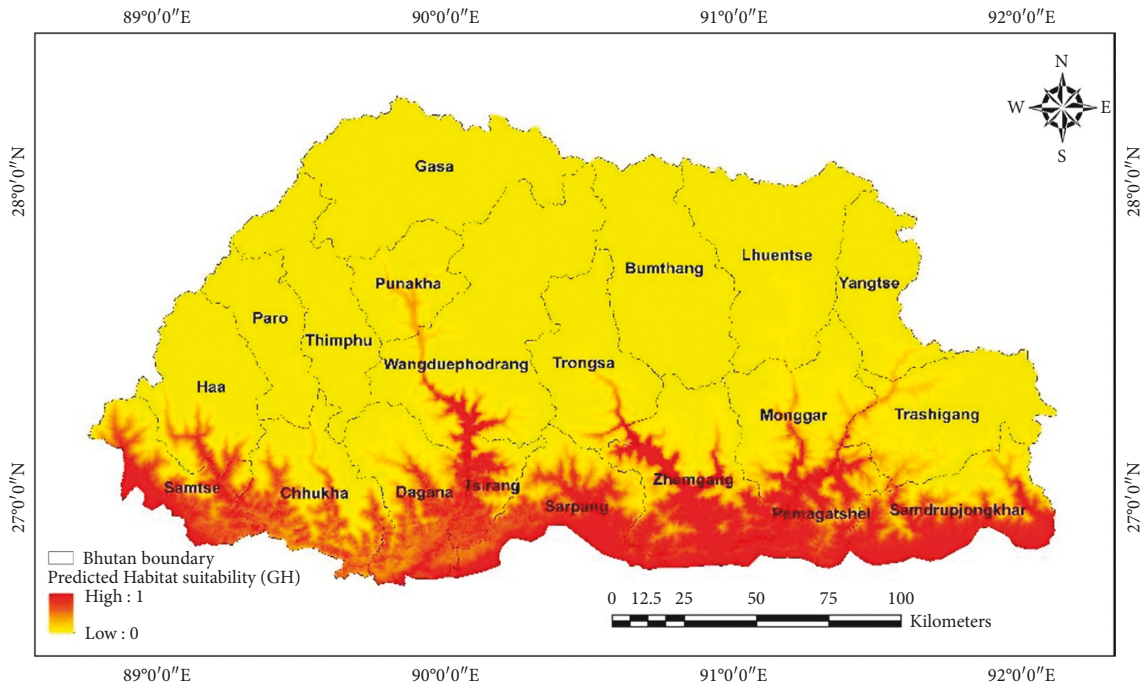 89°0′0″E 90°0′0″E 91°0′0″E 92°0′0″E
N
W E
S
28°0′0″N 28°0′0″N
Gasa
Punakha
Lhuentse
Bumthang
Yangtse
Paro
Thimphu
Wangduephodrang
Trongsa
Haa
Monggar
Trashigang
27°0′0″N 27°0′0″N
Samtse
Chhukha
Dagana
Tsirang
Zhemgang
Sarpang
Pemagatshel
Samdrupjongkhar
Bhutan boundary
Predicted Habitat suitability (GH)
High : 1
Low : 0
0 12.5 25 50 75 100
Kilometers
89°0′0″E 90°0′0″E 91°0′0″E 92°0′0″E